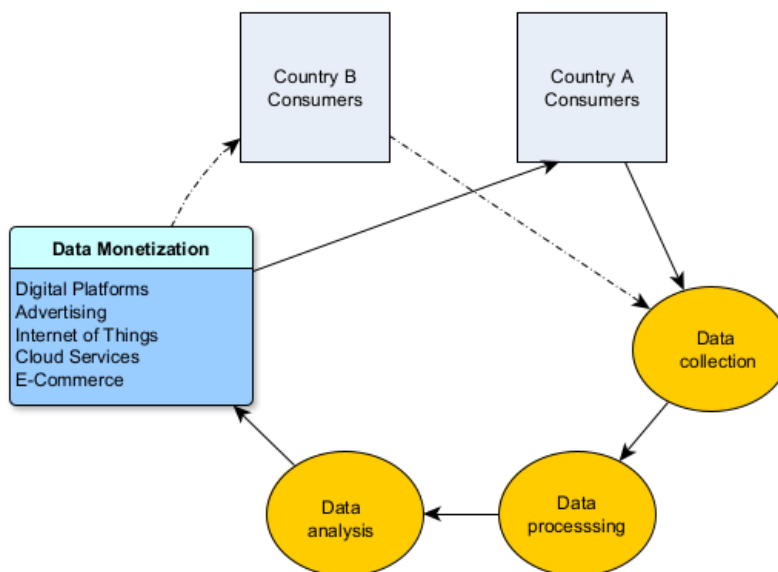 Country B
Consumers
Country A
Consumers
Data Monetization
Digital Platforms
Advertising
Internet of Things
Cloud Services
E-Commerce
Data
collection
Data
analysis
Data
processsing